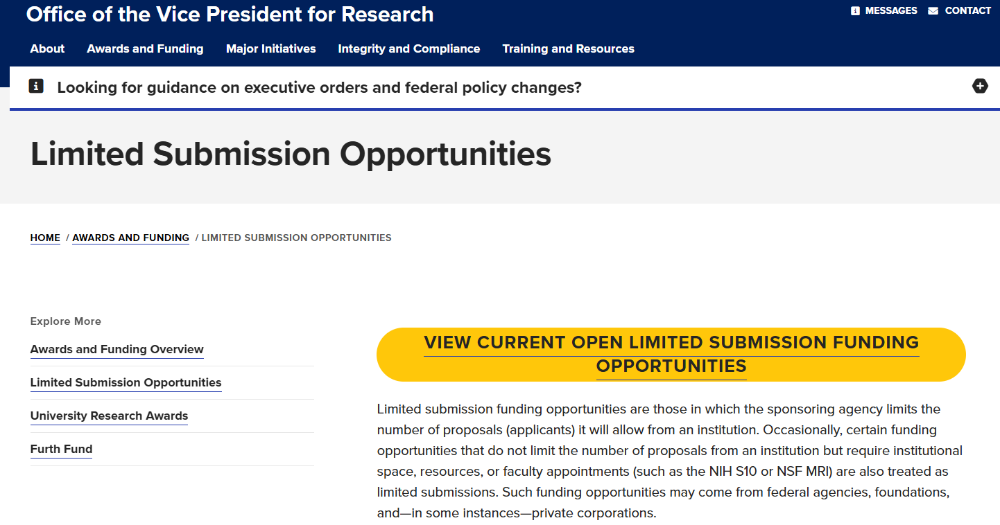 Office of the Vice President for Research
MESSAGES
CONTACT
About
Awards and Funding
Major Initiatives
Integrity and Compliance
Training and Resources
Looking for guidance on executive orders and federal policy changes?
Limited Submission Opportunities
HOME / AWARDS AND FUNDING / LIMITED SUBMISSION OPPORTUNITIES
Explore More
Awards and Funding Overview
Limited Submission Opportunities
University Research Awards
Furth Fund
VIEW CURRENT OPEN LIMITED SUBMISSION FUNDING
OPPORTUNITIES
Limited submission funding opportunities are those in which the sponsoring agency limits the
number of proposals (applicants) it will allow from an institution. Occasionally, certain funding
opportunities that do not limit the number of proposals from an institution but require institutional
space, resources, or faculty appointments (such as the NIH S10 or NSF MRI) are also treated as
limited submissions. Such funding opportunities may come from federal agencies, foundations,
and—in some instances—private corporations.